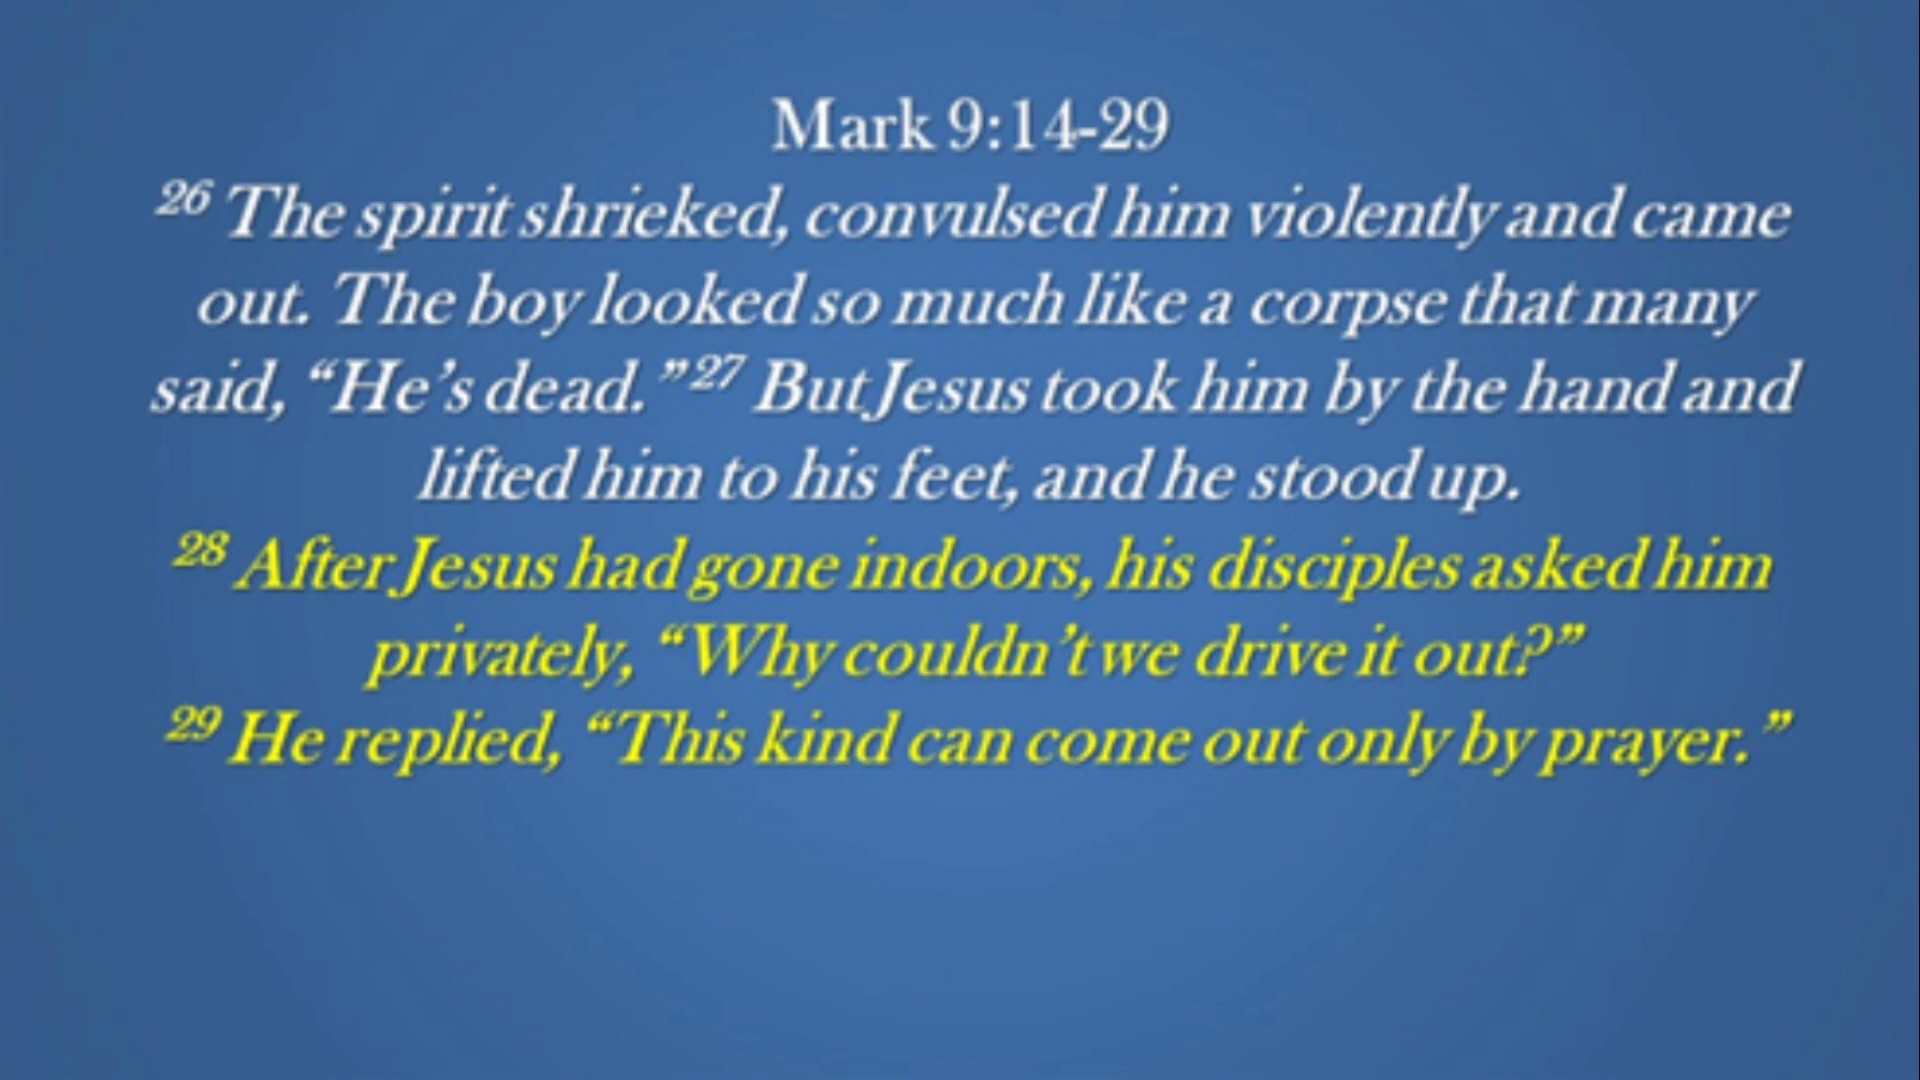 Mark 9:14-29
26 The spirit shrieked, convulsed him violently and came
out. The boy looked so much like a corpse that many
said, “He’s dead.” 27 But Jesus took him by the hand and
lifted him to his feet, and he stood up.
28 After Jesus had gone indoors, his disciples asked him
privately, “Why couldn’t we drive it out?”
29 He replied, “This kind can come out only by prayer.”